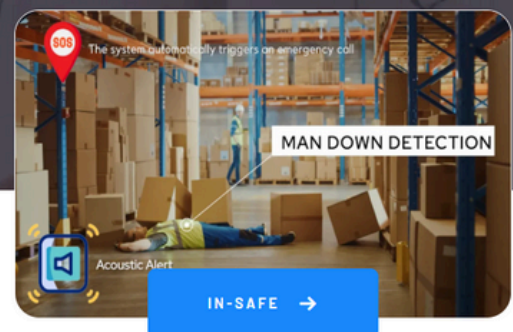 SOS
The system automatically triggers an emergency call
MAN DOWN DETECTION
Acoustic Alert
IN-SAFE